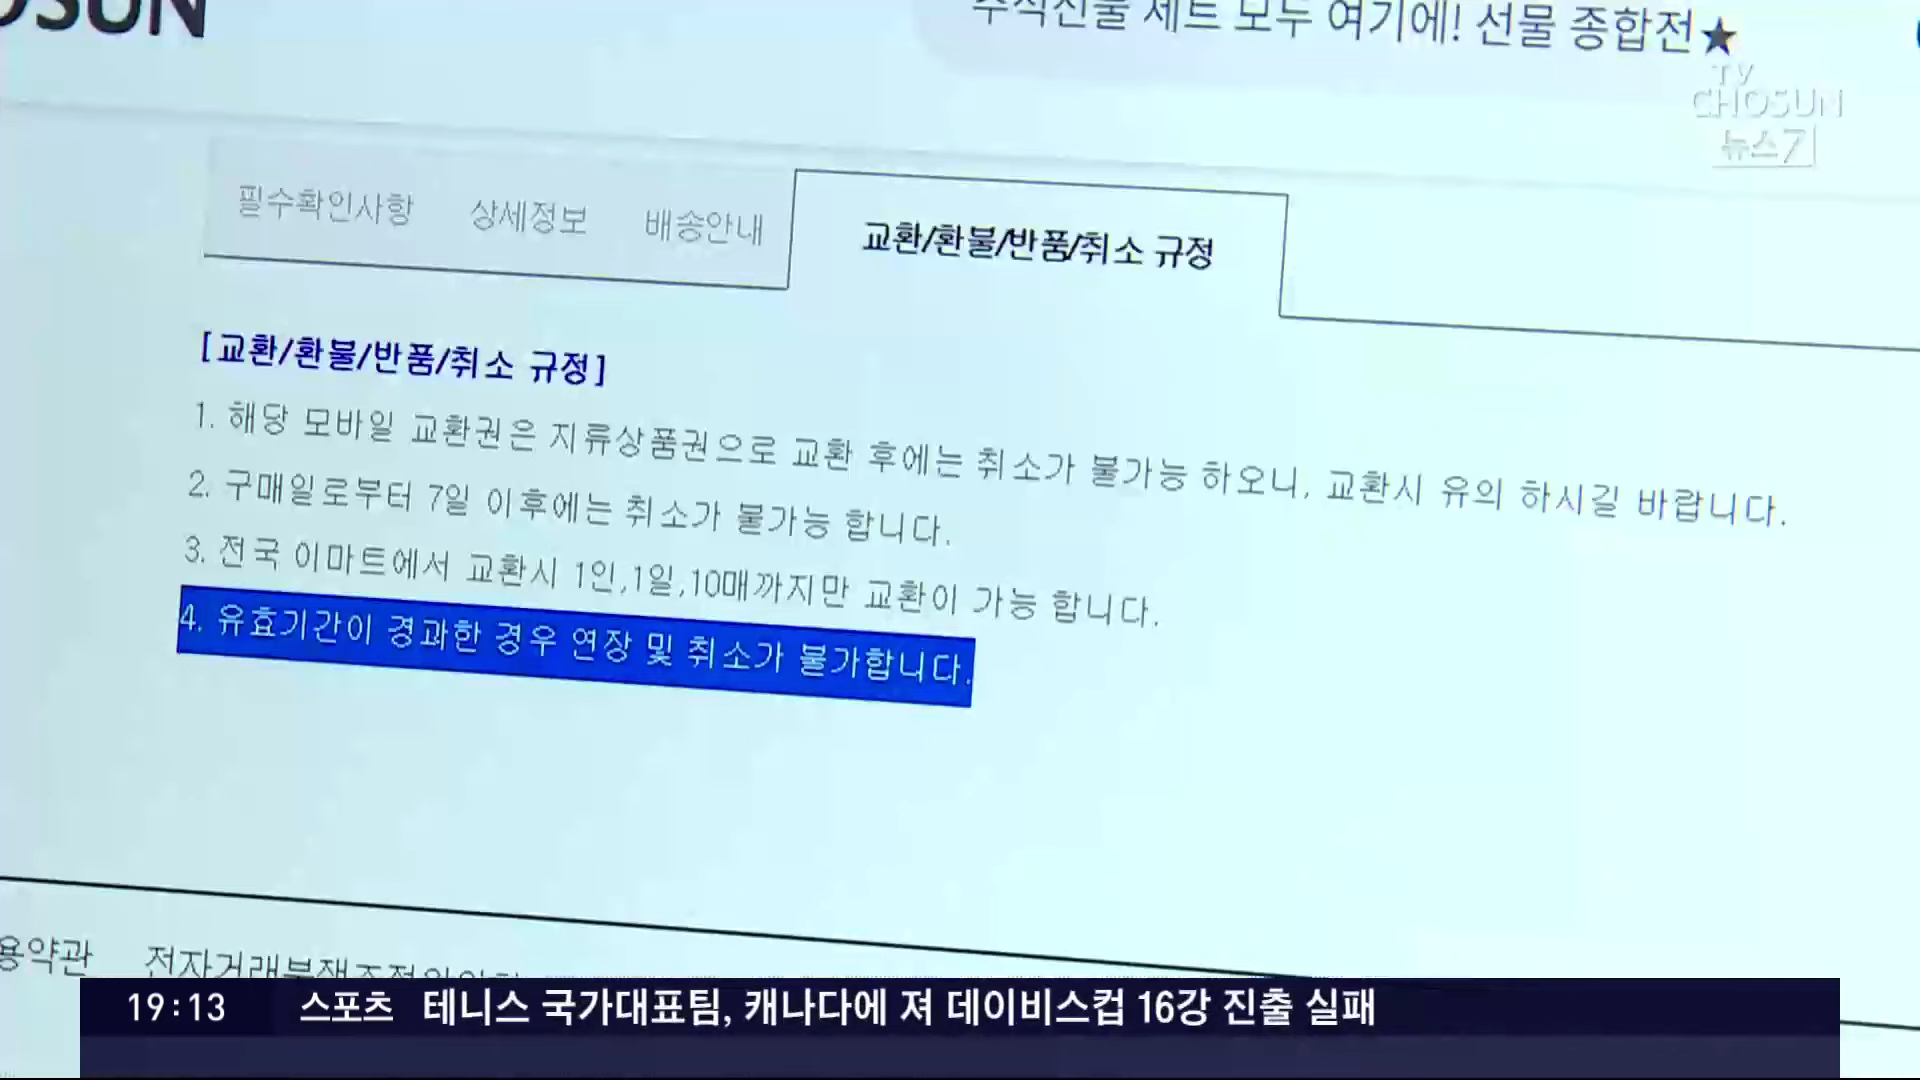 추석선물 세트 모두 여기에! 선물 종합전★
TV
CHOSUN
뉴스7
필수확인사항 상세정보 배송안내 교환/환불/반품/취소 규정
[교환/환불/반품/취소 규정]
1. 해당 모바일 교환권은 지류상품권으로 교환 후에는 취소가 불가능 하오니, 교환시 유의 하시길 바랍니다.
2. 구매일로부터 7일 이후에는 취소가 불가능 합니다.
3. 전국 이마트에서 교환시 1인,1일,10매까지만 교환이 가능 합니다.
4. 유효기간이 경과한 경우 연장 및 취소가 불가합니다.
용약관
19:13 스포츠 테니스 국가대표팀, 캐나다에 져 데이비스컵 16강 진출 실패